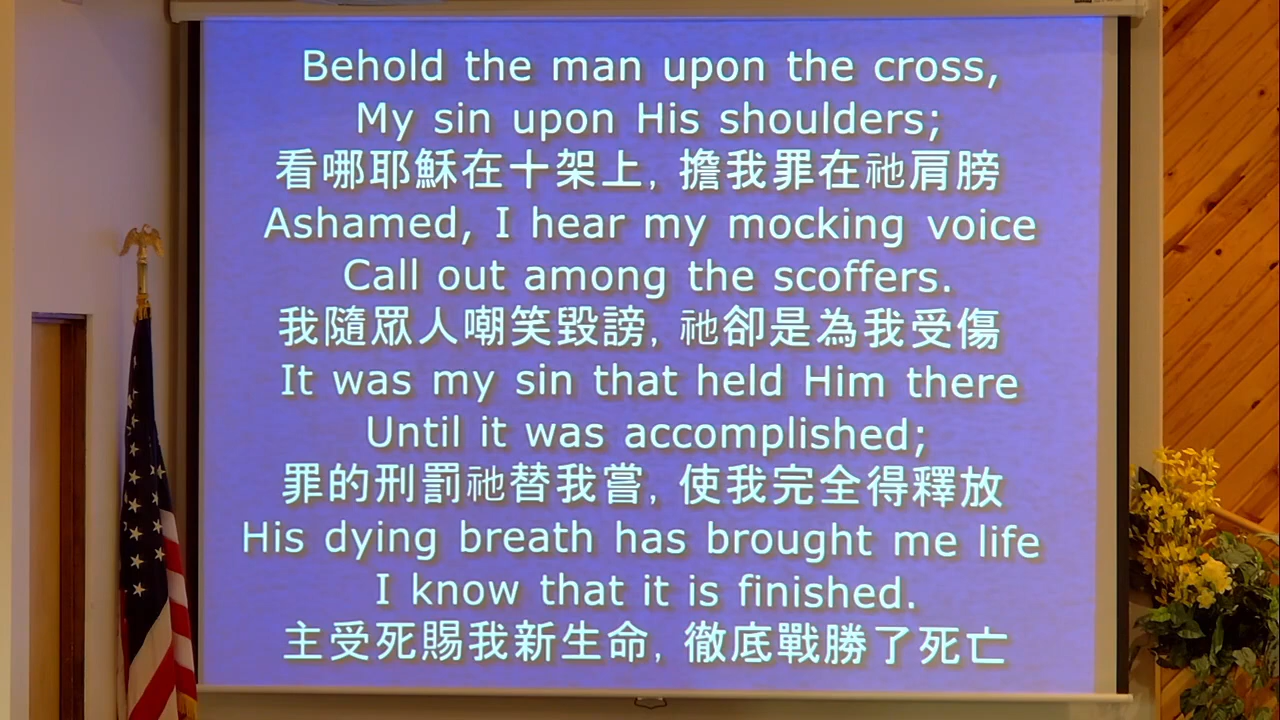 Behold the man upon the cross,
My sin upon His shoulders;
看哪耶穌在十架上, 擔我罪在祂肩膀
Ashamed, I hear my mocking voice
Call out among the scoffers.
我隨眾人嘲笑毀謗, 祂卻是為我受傷
It was my sin that held Him there
Until it was accomplished;
罪的刑罰祂替我嘗, 使我完全得釋放
His dying breath has brought me life
I know that it is finished.
主受死賜我新生命, 徹底戰勝了死亡